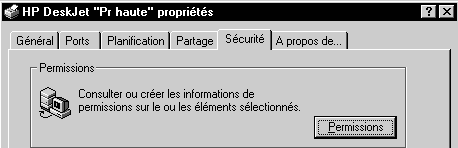 HP DeskJet "Pr haute" propriétés
Général Ports Planification Partage Sécurité A propos de...
Permissions
Consulter ou créer les informations de
permissions sur le ou les éléments sélectionnés.
Permissions